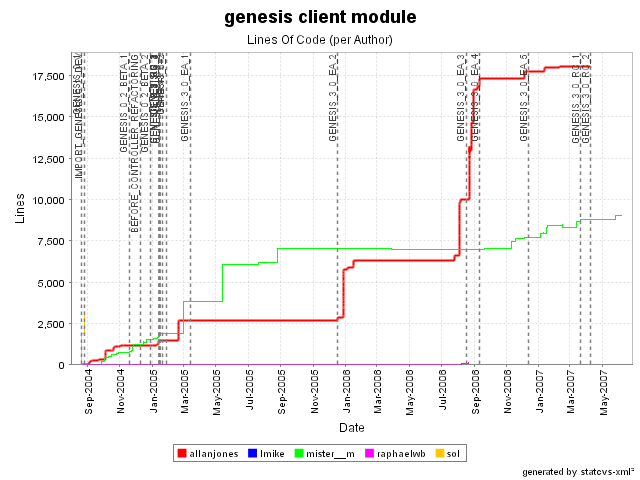 genesis client module
Lines Of Code (per Author)
Lines
17,500
15,000
12,500
10,000
7,500
5,000
2,500
0
GENESIS_0_2_BETA_1
BEFORE_CONTROLLER_REFACTORING
GENESIS_3_0_EA_1
GENESIS_3_0_EA_2
GENESIS_3_0_EA_3
GENESIS_3_0_EA_4
GENESIS_3_0_EA_5
GENESIS_3_0_RC_1
GENESIS_3_0_RC_2
Sep-2004
Nov-2004
Jan-2005
Mar-2005
May-2005
Jul-2005
Sep-2005
Nov-2005
Jan-2006
Mar-2006
May-2006
Jul-2006
Sep-2006
Nov-2006
Jan-2007
Mar-2007
May-2007
Date
allanjones lmike mister__m raphaelwb sol
generated by statcvs-xml²